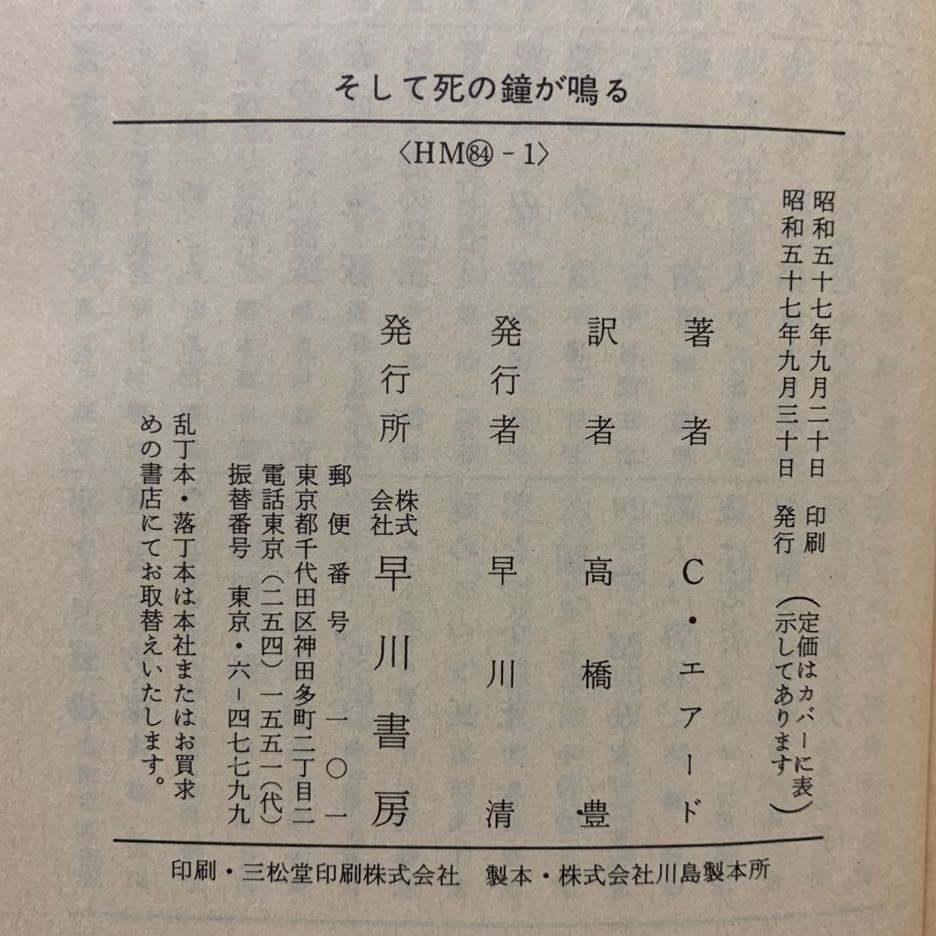 そして死の鐘が鳴る
〈HM㊽-1〉
昭和五十七年九月二十日 印刷
昭和五十七年九月三十日 発行
(定価はカバーに表
示してあります)
著者 C・エアード
訳者 高橋豊
発行者 早川清
発行所 株式会社 早川書房
郵便番号 一〇一
東京都千代田区神田多町二丁目二
電話東京(二五四)一五五一(代)
振替番号 東京・六-四七七九九
乱丁本・落丁本は本社またはお買求
めの書店にてお取替えいたします。
印刷・三松堂印刷株式会社 製本・株式会社川島製本所